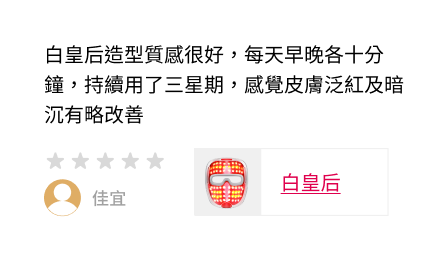 白皇后造型質感很好，每天早晚各十分
鐘，持續用了三星期，感覺皮膚泛紅及暗
沉有略改善
佳宜
白皇后